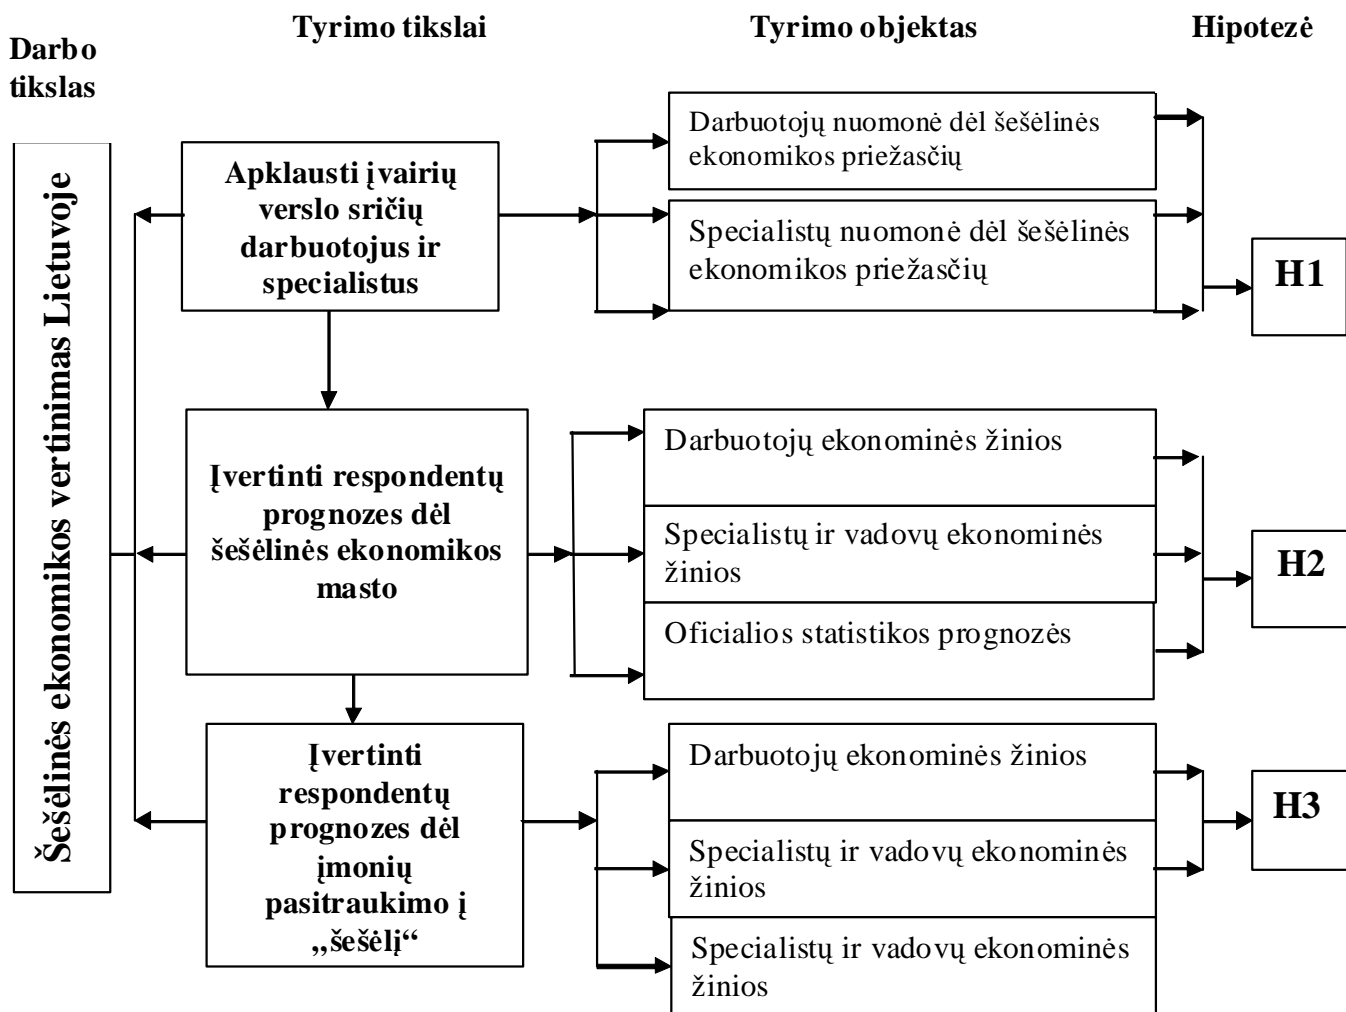 Darbo
tikslas
Tyrimo tikslai
Tyrimo objektas
Hipotezė
Šešėlinės ekonomikos vertinimas Lietuvoje
Apklausti įvairių
verslo sričių
darbuotojus ir
specialistus
Darbuotojų nuomonė dėl šešėlinės
ekonomikos priežasčių
Specialistų nuomonė dėl šešėlinės
ekonomikos priežasčių
H1
Įvertinti respondentų
prognozes dėl
šešėlinės ekonomikos
masto
Darbuotojų ekonominės žinios
Specialistų ir vadovų ekonominės
žinios
Oficialios statistikos prognozės
H2
Įvertinti
respondentų
prognozes dėl
įmonių
pasitraukimo į
„šešėlį“
Darbuotojų ekonominės žinios
Specialistų ir vadovų ekonominės
žinios
Specialistų ir vadovų ekonominės
žinios
H3